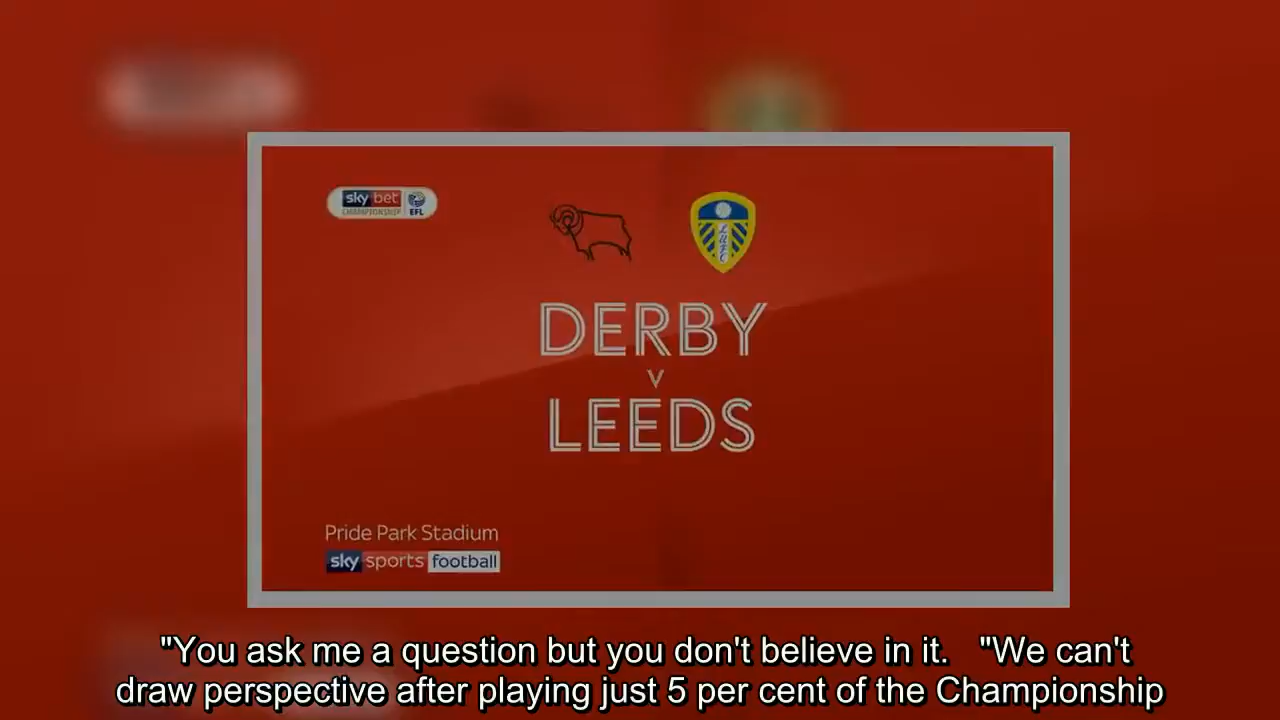 sky bet
CHAMPIONSHIP EFL
LUFC
DERBY
V
LEEDS
Pride Park Stadium
sky sports football
"You ask me a question but you don't believe in it.   "We can't
draw perspective after playing just 5 per cent of the Championship